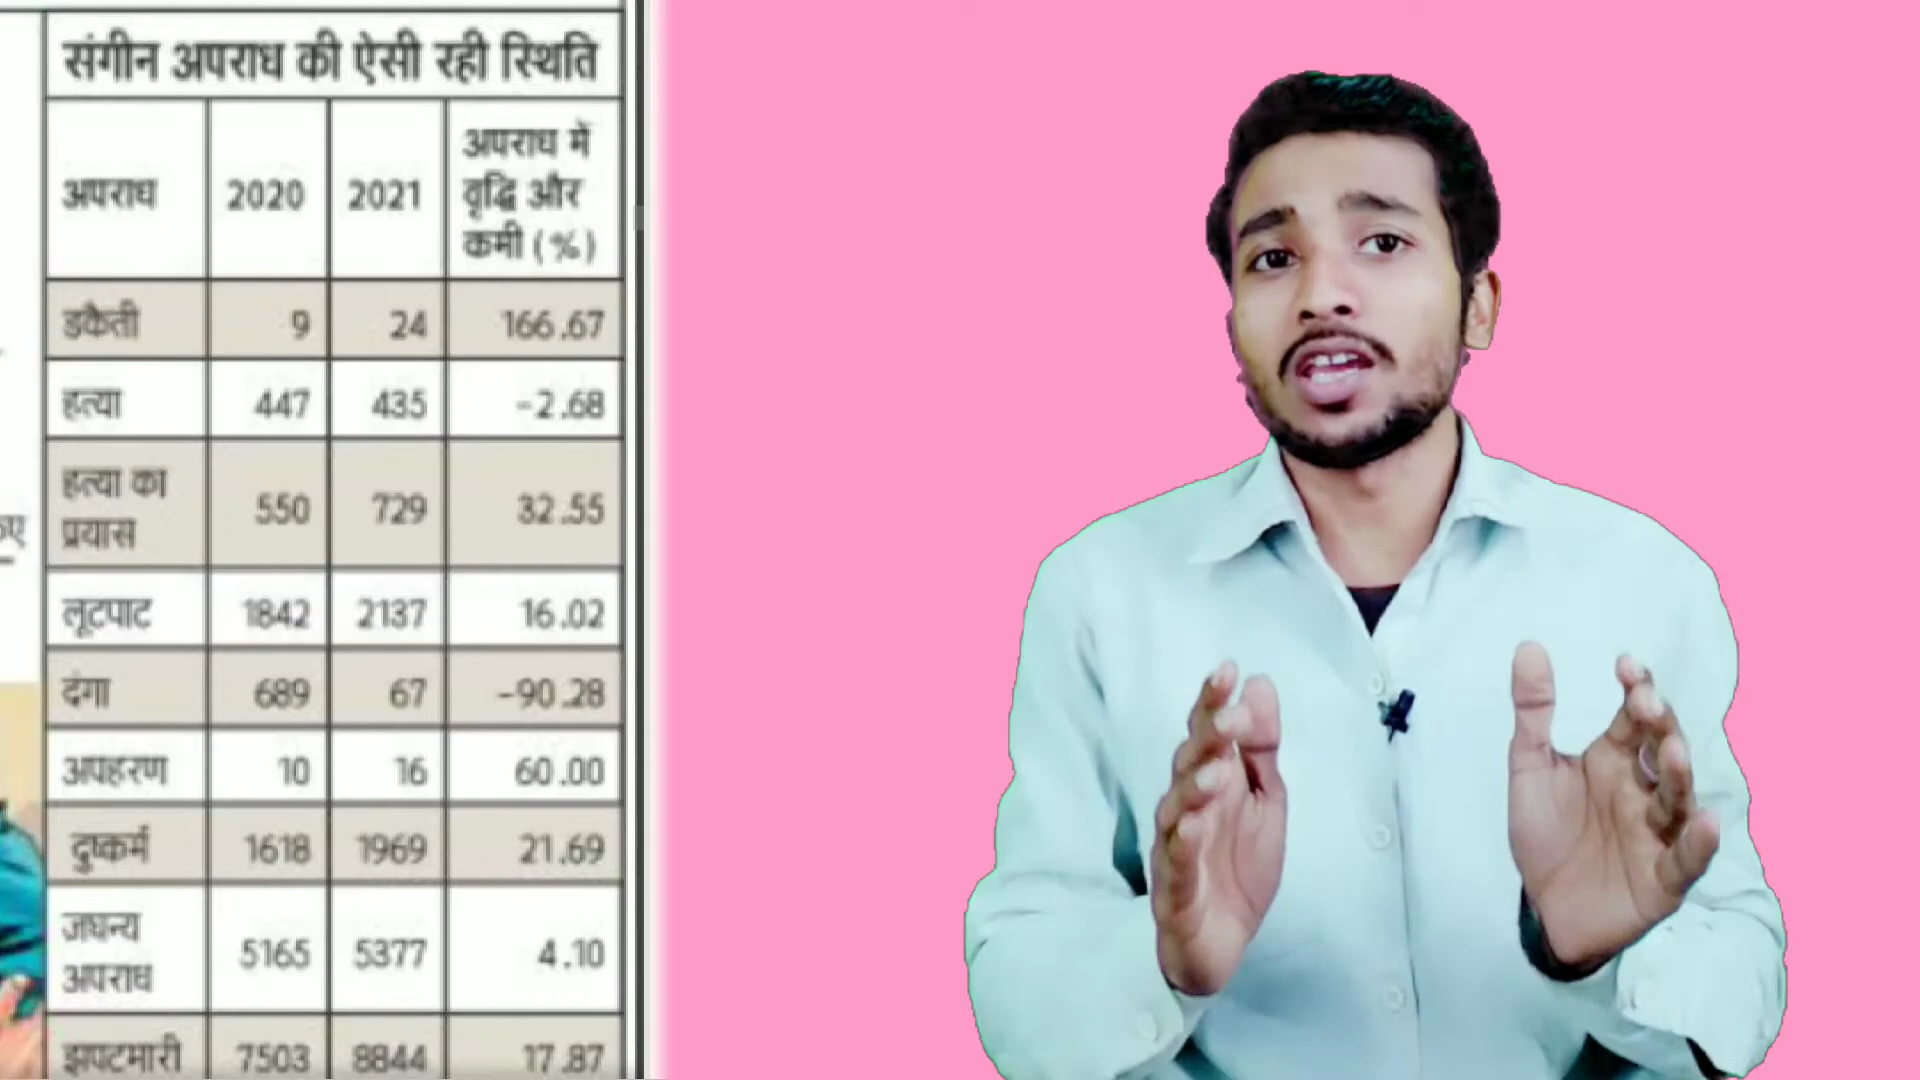 संगीन अपराध की ऐसी रही स्थिति
अपराध 2020 2021 अपराध में वृद्धि और कमी (%)
डकैती 9 24 166.67
हत्या 447 435 -2.68
हत्या का प्रयास 550 729 32.55
लूटपाट 1842 2137 16.02
दंगा 689 67 -90.28
अपहरण 10 16 60.00
दुष्कर्म 1618 1969 21.69
जघन्य अपराध 5165 5377 4.10
झपटमारी 7503 8844 17.87